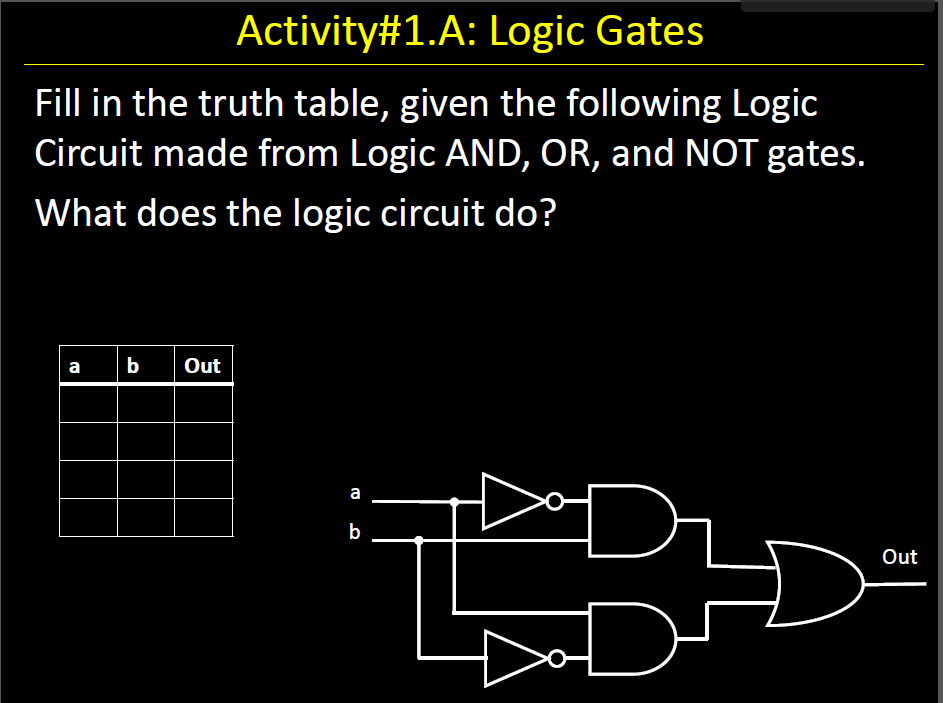 Activity#1.A: Logic Gates
Fill in the truth table, given the following Logic
Circuit made from Logic AND, OR, and NOT gates.
What does the logic circuit do?
a b Out
a
b
Out